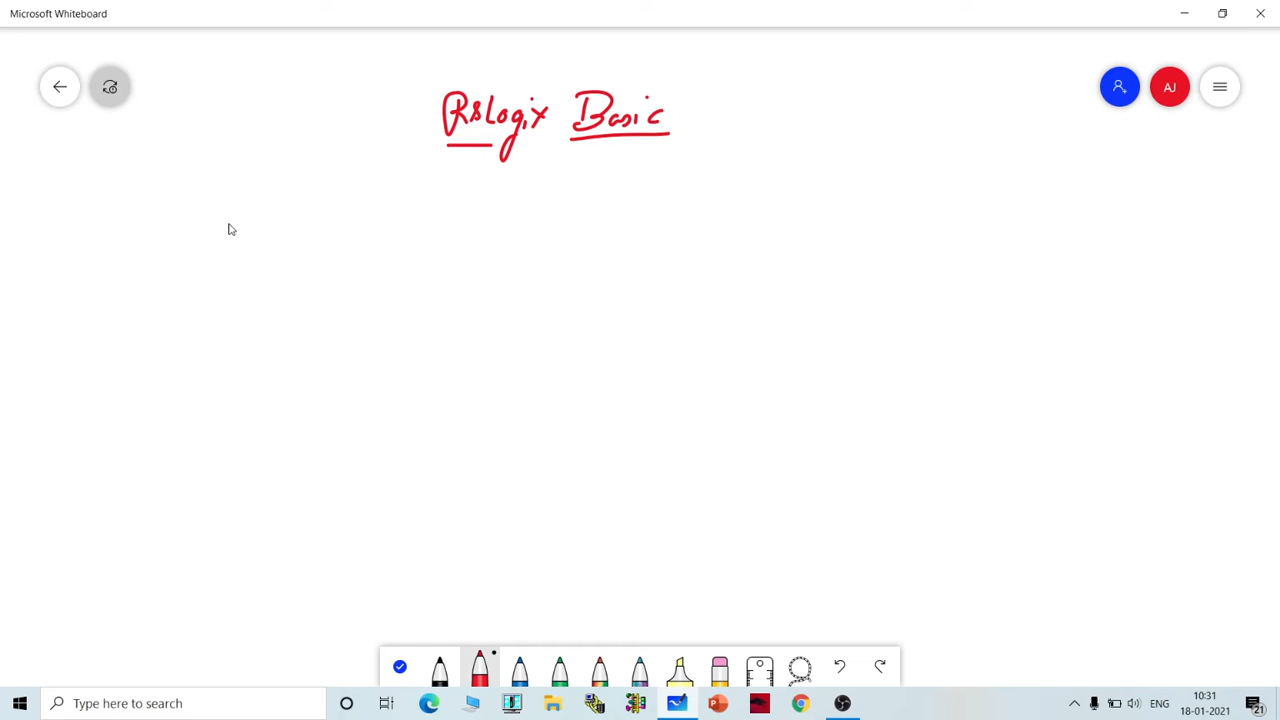 Microsoft Whiteboard
AJ
RsLogix Basic
Type here to search
ENG
10:31
18-01-2021
21